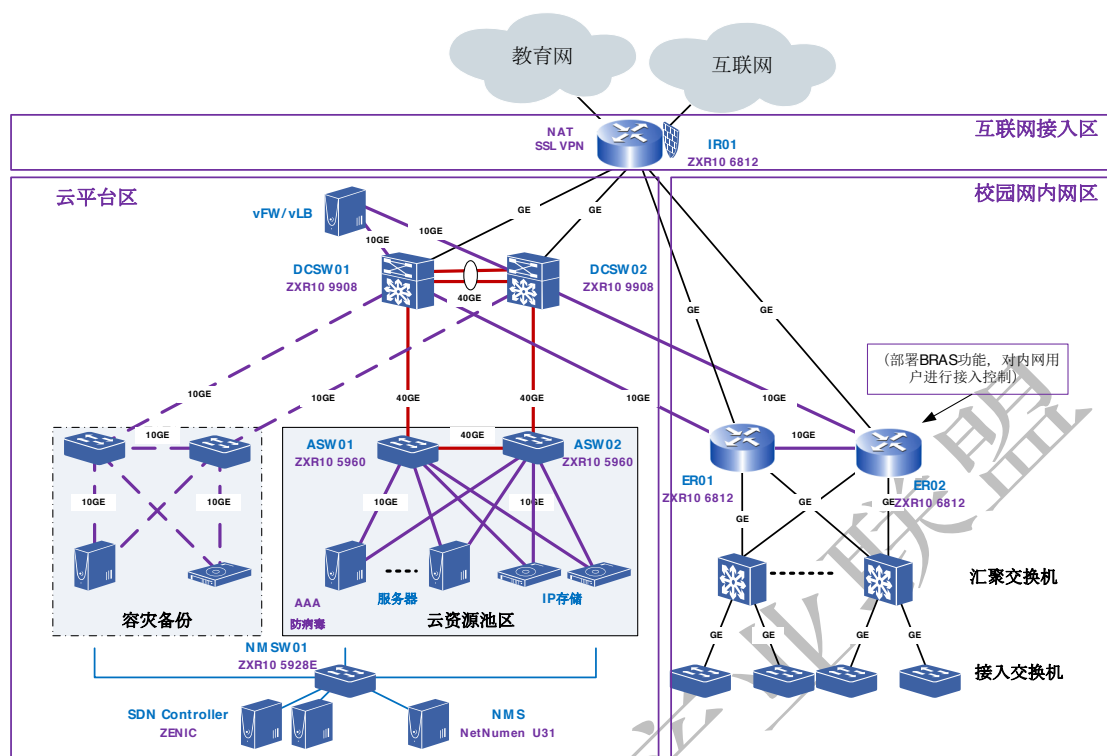 教育网
互联网
互联网接入区
NAT
SSL VPN
IR01
ZXR10 6812
云平台区
校园网内网区
vFW/vLB
GE
GE
10GE
10GE
DCSW01
ZXR10 9908
DCSW02
ZXR10 9908
40GE
GE
GE
(部署BRAS功能，对内网用
户进行接入控制)
10GE
10GE
40GE
40GE
10GE
10GE
10GE
ASW01
ZXR10 5960
40GE
ASW02
ZXR10 5960
10GE
ER01
ZXR10 6812
ER02
ZXR10 6812
10GE
10GE
10GE
10GE
GE
GE
汇聚交换机
服务器
IP存储
AAA
防病毒
容灾备份
云资源池区
GE
GE
GE
GE
接入交换机
NMSW01
ZXR10 5928E
SDN Controller
ZENIC
NMS
NetNumen U31
业联盟